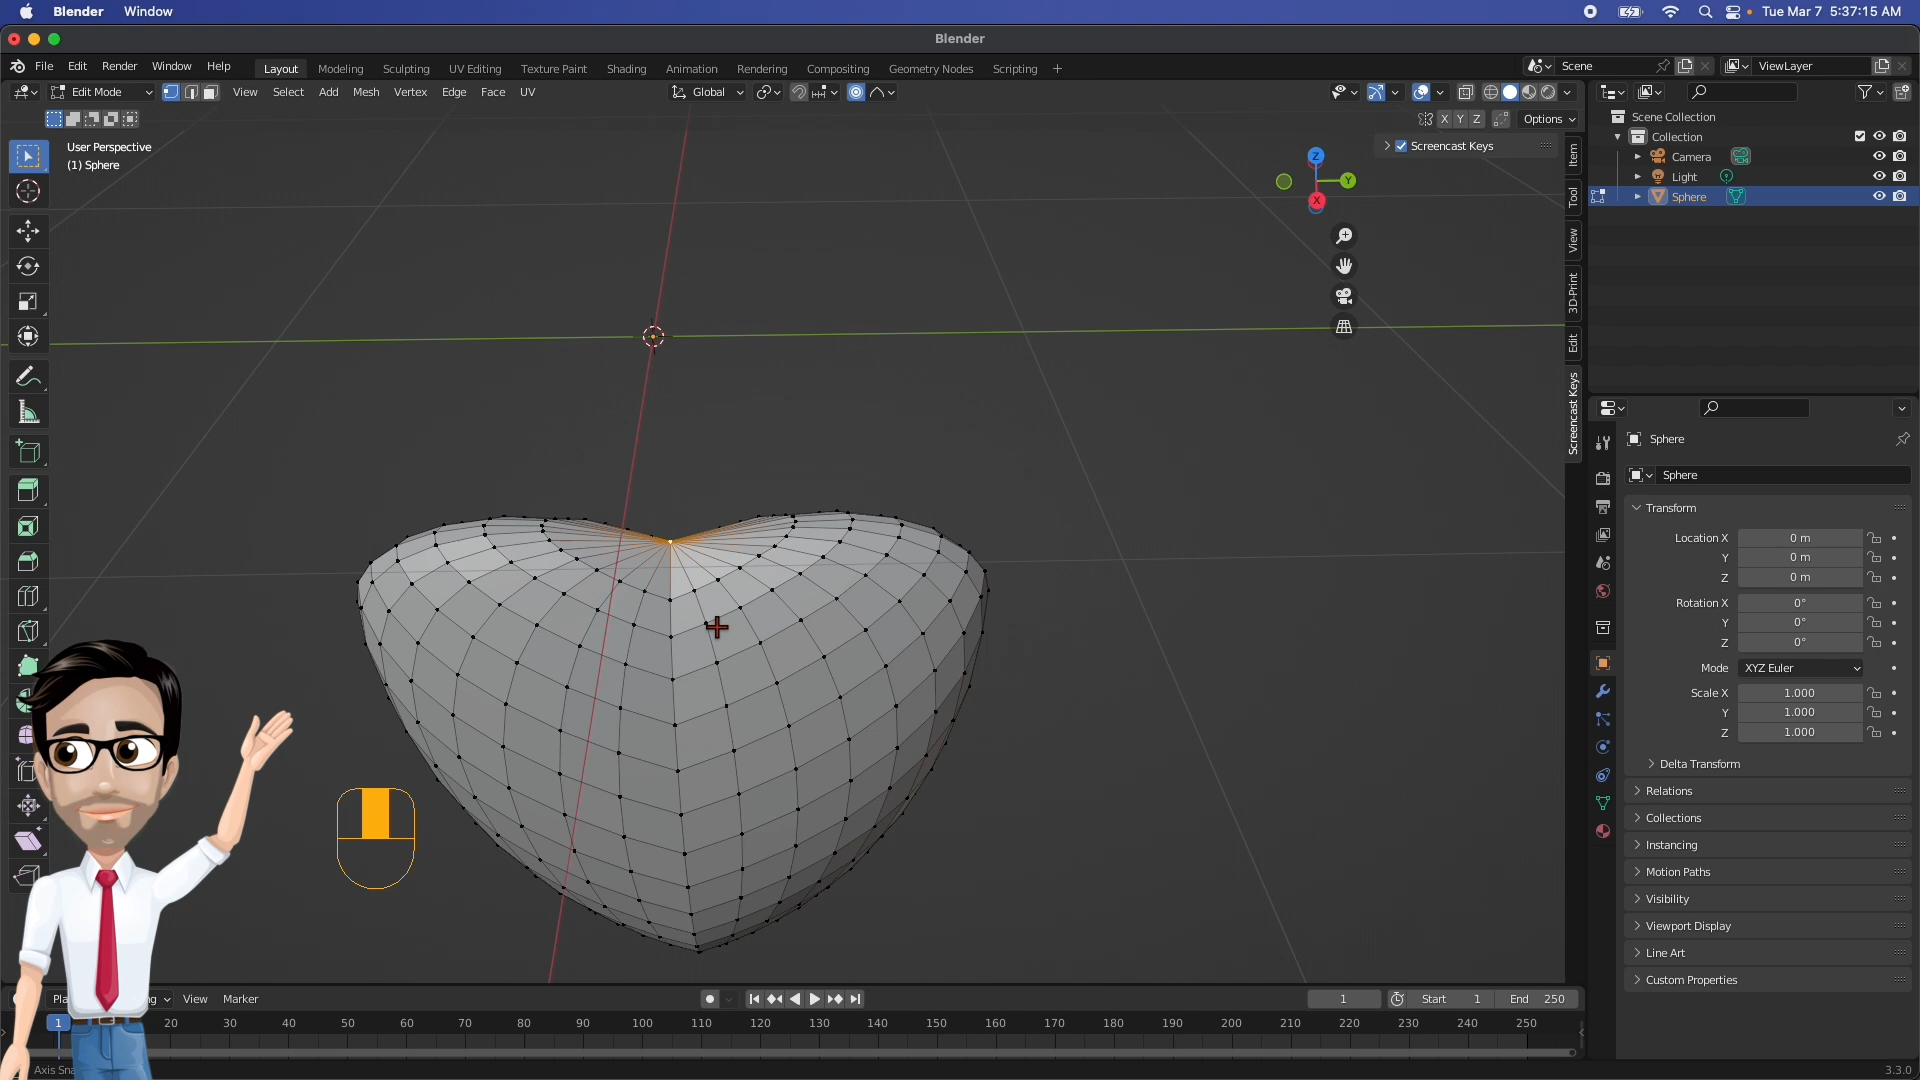 Blender Window Tue Mar 7 5:37:15 AM
Blender
File Edit Render Window Help Layout Modeling Sculpting UV Editing Texture Paint Shading Animation Rendering Compositing Geometry Nodes Scripting + Scene ViewLayer
Edit Mode View Select Add Mesh Vertex Edge Face UV Global
X Y Z Options
User Perspective
(1) Sphere
Screencast Keys
Z
Y
X
Item
Tool
View
3D-Print
Edit
Screencast Keys
Scene Collection
Collection
Camera
Light
Sphere
Sphere
Sphere
Transform
Location X 0 m
Y 0 m
Z 0 m
Rotation X 0°
Y 0°
Z 0°
Mode XYZ Euler
Scale X 1.000
Y 1.000
Z 1.000
Delta Transform
Relations
Collections
Instancing
Motion Paths
Visibility
Viewport Display
Line Art
Custom Properties
View Marker 1 Start 1 End 250
1 20 30 40 50 60 70 80 90 100 110 120 130 140 150 160 170 180 190 200 210 220 230 240 250
Axis
3.3.0